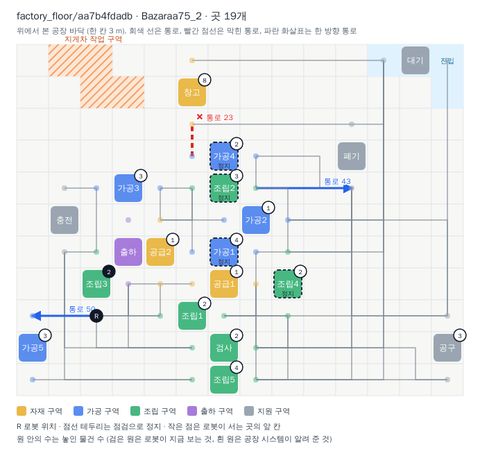 factory_floor/aa7b4fdadb · Bazaraa75_2 · 곳 19개
위에서 본 공장 바닥 (한 칸 3 m). 회색 선은 통로, 빨간 점선은 막힌 통로, 파란 화살표는 한 방향 통로
지게차 작업 구역
대기
전립
8
창고
× 통로 23
2
가공4
정지
폐기
3
가공3
3
조립2
정지
통로 43
충전
1
가공2
출하
1
공급2
4
가공1
정지
2
조립3
1
공급1
2
조립4
정지
통로 50
R
2
조립1
3
가공5
2
검사
3
공구
4
조립5
자재 구역
가공 구역
조립 구역
출하 구역
지원 구역
R 로봇 위치 · 점선 테두리는 점검으로 정지 · 작은 점은 로봇이 서는 곳의 앞 칸
원 안의 수는 놓인 물건 수 (검은 원은 로봇이 지금 보는 것, 흰 원은 공장 시스템이 알려 준 것)